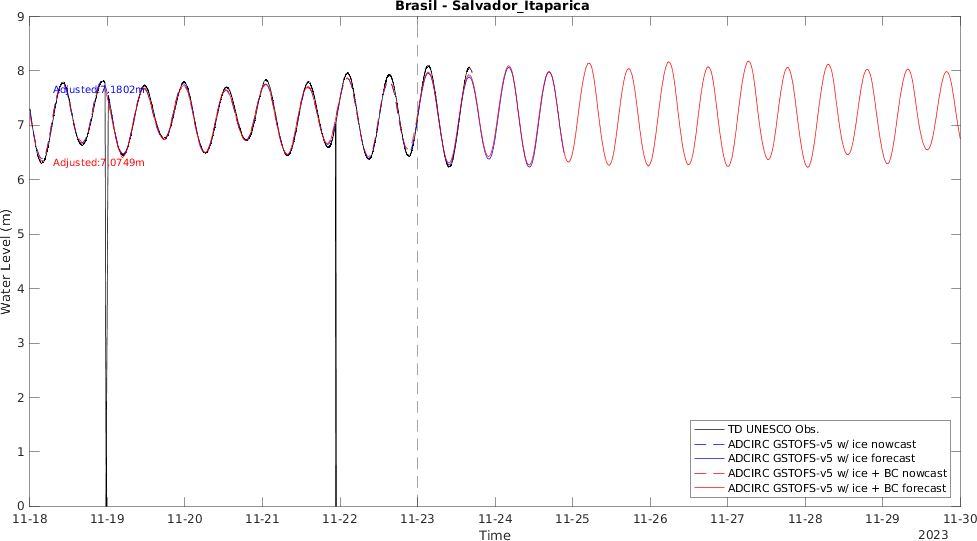 Brasil - Salvador_Itaparica
9
8
7
6
5
4
3
2
1
0
Water Level (m)
Adjusted:7.1802m
Adjusted:7.0749m
TD UNESCO Obs.
ADCIRC GSTOFS-v5 w/ ice nowcast
ADCIRC GSTOFS-v5 w/ ice forecast
ADCIRC GSTOFS-v5 w/ ice + BC nowcast
ADCIRC GSTOFS-v5 w/ ice + BC forecast
11-18 11-19 11-20 11-21 11-22 11-23 11-24 11-25 11-26 11-27 11-28 11-29 11-30
Time
2023